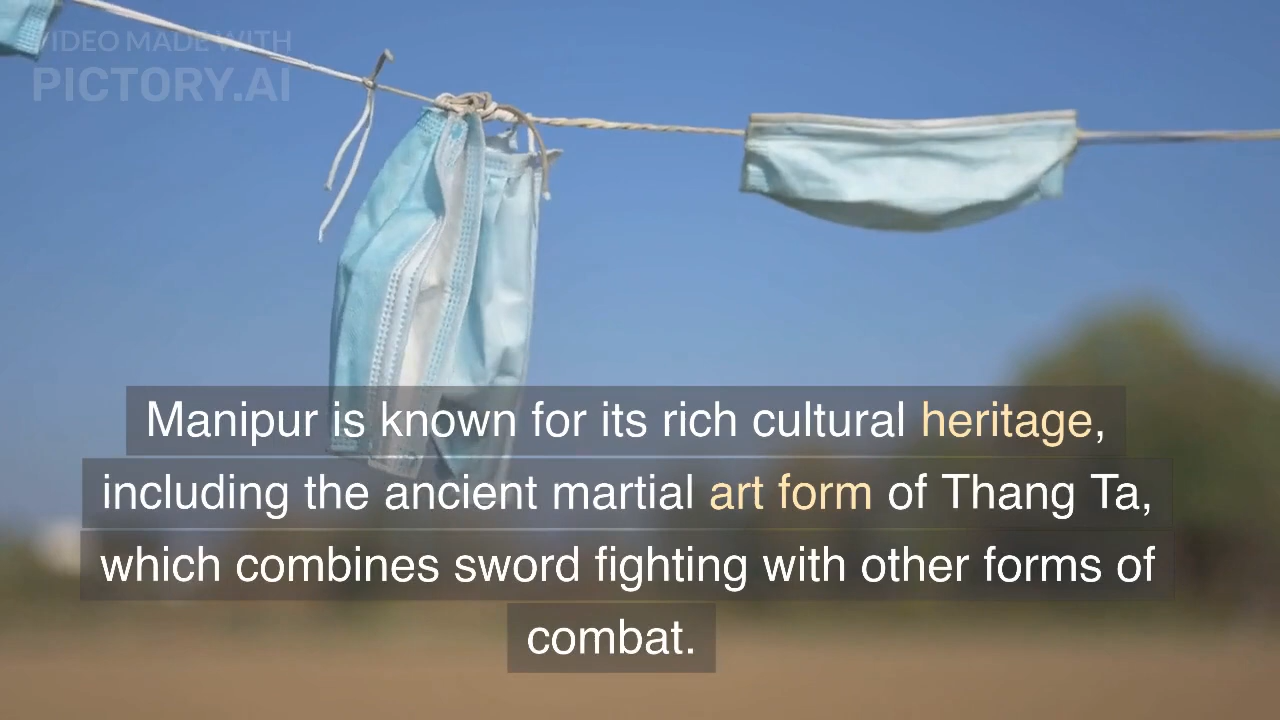 VIDEO MADE WITH
PICTORY.AI
Manipur is known for its rich cultural heritage,
including the ancient martial art form of Thang Ta,
which combines sword fighting with other forms of
combat.